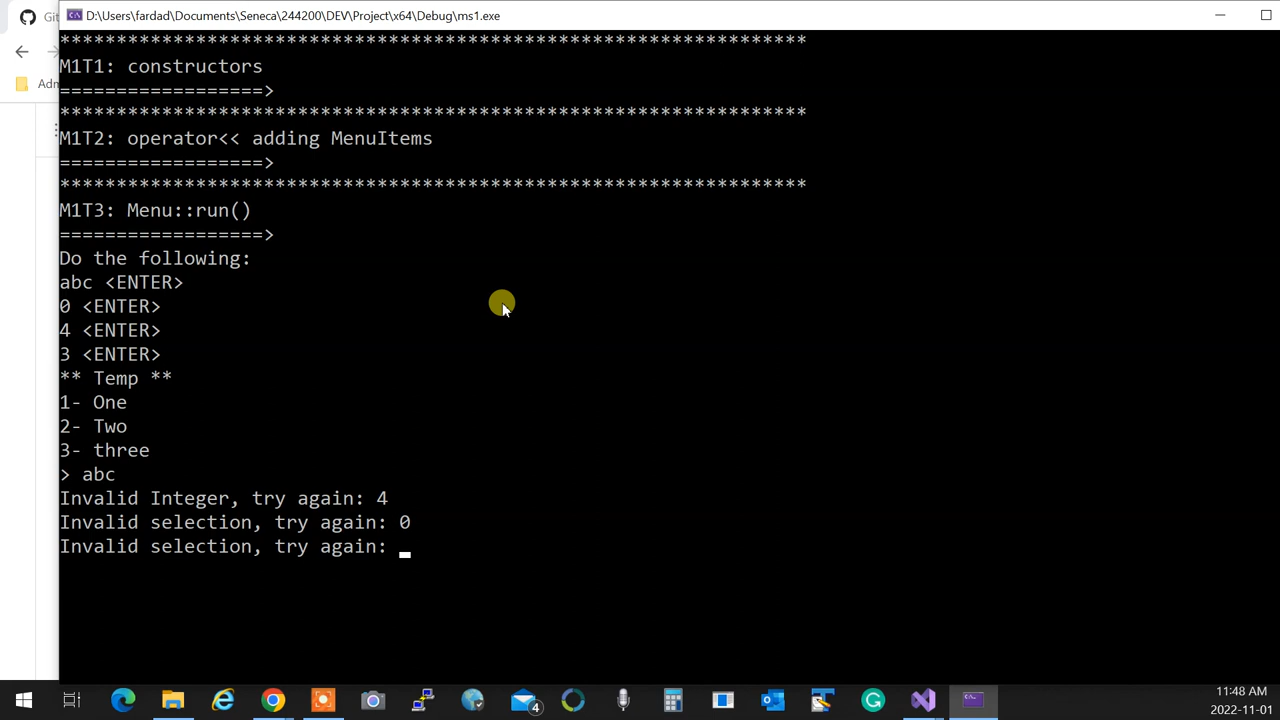 Git
D:\Users\fardad\Documents\Seneca\244200\DEV\Project\x64\Debug\ms1.exe
Adm
******************************************************************
M1T1: constructors
==================>
******************************************************************
M1T2: operator<< adding MenuItems
==================>
******************************************************************
M1T3: Menu::run()
==================>
Do the following:
abc <ENTER>
0 <ENTER>
4 <ENTER>
3 <ENTER>
** Temp **
1- One
2- Two
3- three
> abc
Invalid Integer, try again: 4
Invalid selection, try again: 0
Invalid selection, try again:
4
11:48 AM
2022-11-01